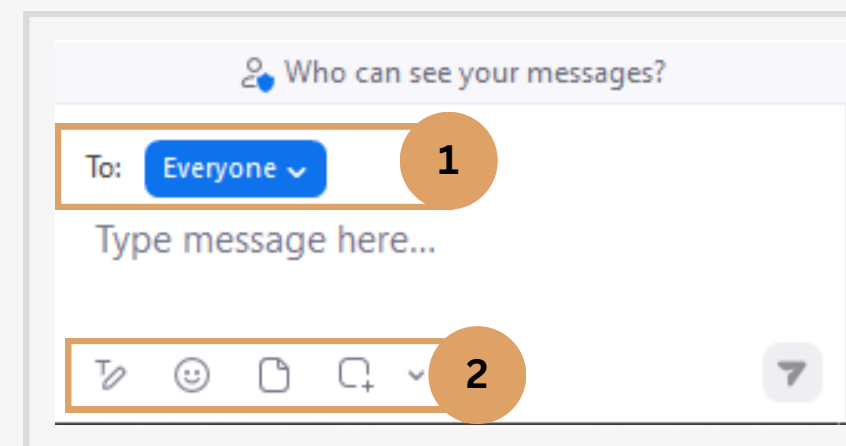 Who can see your messages?
To: Everyone
1
Type message here...
2